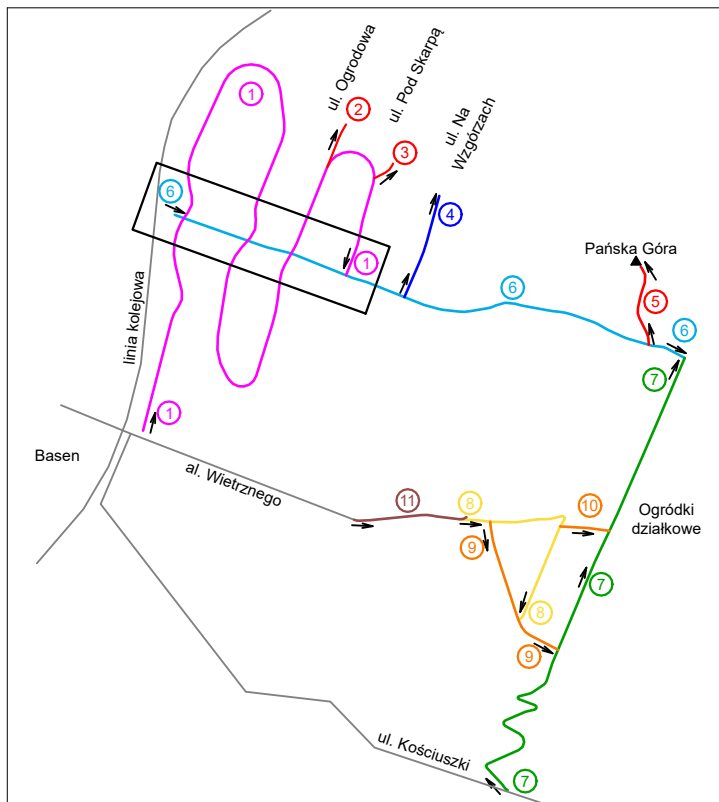 ul. Ogrodowa
ul. Pod Skarpą
ul. Na
Wzgórzach
1
2
3
6
4
1
Pańska Góra
6
5
6
linia kolejowa
7
1
Basen
al. Wietrznego
11
8
10
Ogródki
działkowe
9
7
8
9
ul. Kościuszki
7